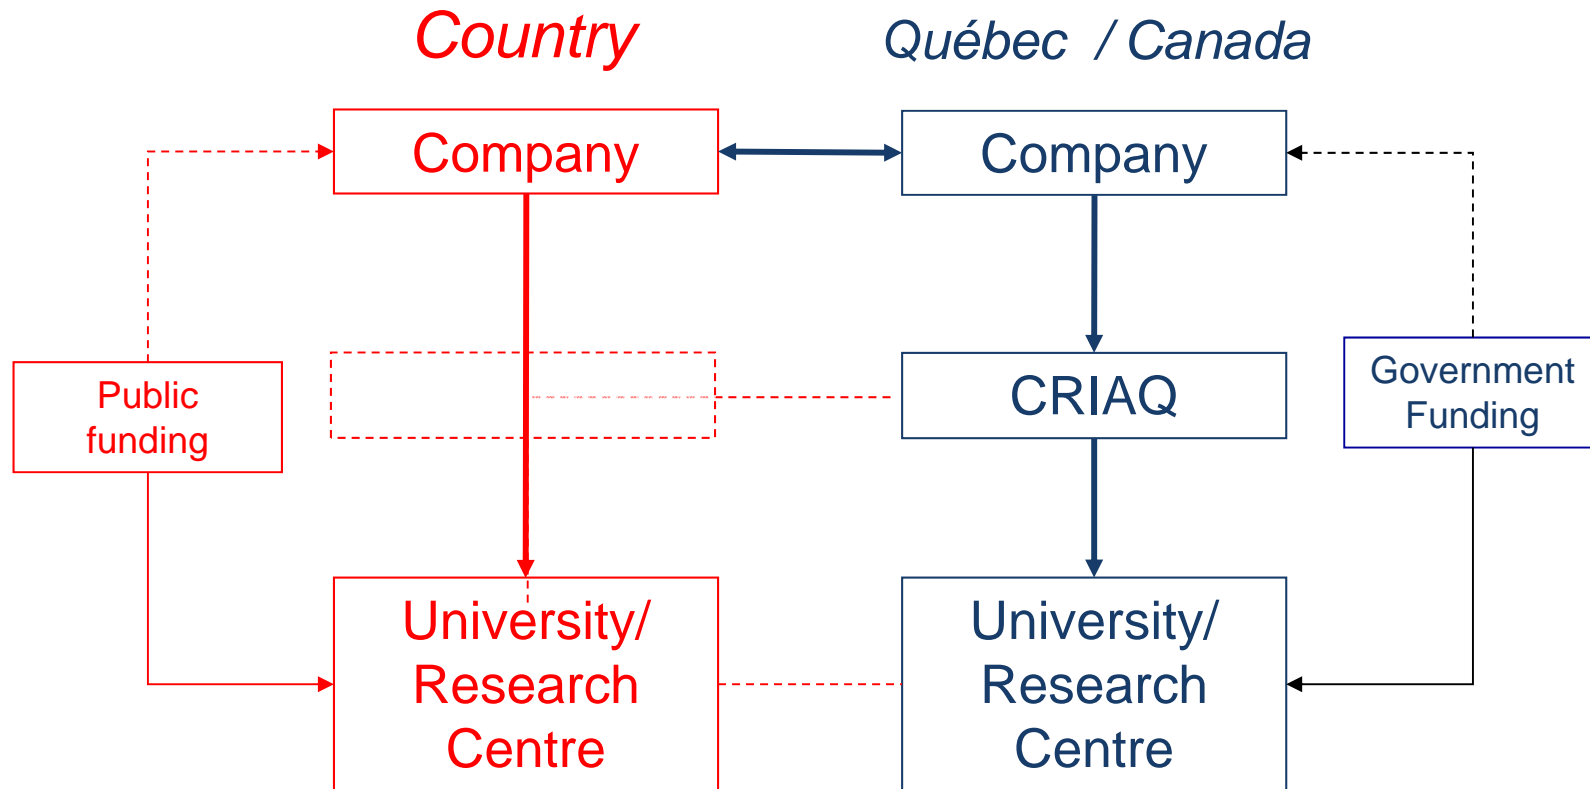 Country
Québec / Canada
Company
Company
Public
funding
CRIAQ
Government
Funding
University/
Research
Centre
University/
Research
Centre